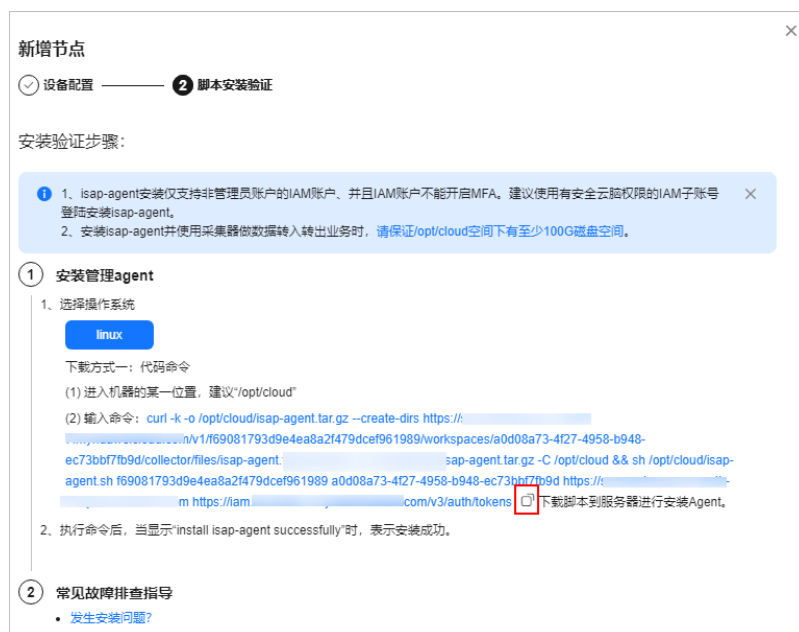 新增节点
设备配置 2 脚本安装验证
安装验证步骤：
1、isap-agent安装仅支持非管理员账户的IAM账户、并且IAM账户不能开启MFA。建议使用有安全云脑权限的IAM子账号
登陆安装isap-agent。
2、安装isap-agent并使用采集器做数据转入转出业务时，请保证/opt/cloud空间下有至少100G磁盘空间。
1 安装管理agent
1、选择操作系统
linux
下载方式一：代码命令
(1) 进入机器的某一位置，建议“/opt/cloud”
(2) 输入命令：curl -k -o /opt/cloud/isap-agent.tar.gz --create-dirs https://
/v1/f69081793d9e4ea8a2f479dcef961989/workspaces/a0d08a73-4f27-4958-b948-
ec73bbf7fb9d/collector/files/isap-agent. sap-agent.tar.gz -C /opt/cloud && sh /opt/cloud/isap-
agent.sh f69081793d9e4ea8a2f479dcef961989 a0d08a73-4f27-4958-b948-ec73bbf7fb9d https://
m https://iam com/v3/auth/tokens 下载脚本到服务器进行安装Agent。
2、执行命令后，当显示“install isap-agent successfully”时，表示安装成功。
2 常见故障排查指导
• 发生安装问题?